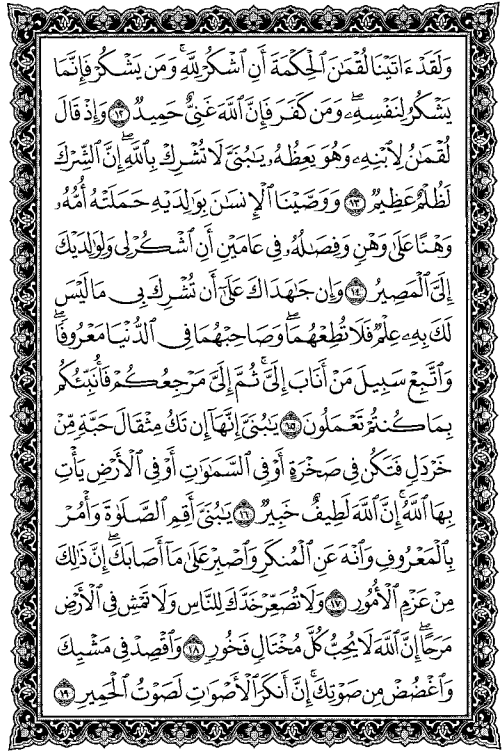 وَلَقَدْ ءَاتَيْنَا لُقْمَٰنَ ٱلْحِكْمَةَ أَنِ ٱشْكُرْ لِلَّهِ ۚ وَمَن يَشْكُرْ فَإِنَّمَا
يَشْكُرُ لِنَفْسِهِۦ ۖ وَمَن كَفَرَ فَإِنَّ ٱللَّهَ غَنِىٌّ حَمِيدٌ ١٢ وَإِذْ قَالَ
لُقْمَٰنُ لِٱبْنِهِۦ وَهُوَ يَعِظُهُۥ يَٰبُنَىَّ لَا تُشْرِكْ بِٱللَّهِ ۖ إِنَّ ٱلشِّرْكَ
لَظُلْمٌ عَظِيمٌ ١٣ وَوَصَّيْنَا ٱلْإِنسَٰنَ بِوَٰلِدَيْهِ حَمَلَتْهُ أُمُّهُۥ
وَهْنًا عَلَىٰ وَهْنٍ وَفِصَٰلُهُۥ فِى عَامَيْنِ أَنِ ٱشْكُرْ لِى وَلِوَٰلِدَيْكَ
إِلَىَّ ٱلْمَصِيرُ ١٤ وَإِن جَٰهَدَاكَ عَلَىٰٓ أَن تُشْرِكَ بِى مَا لَيْسَ
لَكَ بِهِۦ عِلْمٌ فَلَا تُطِعْهُمَا ۖ وَصَاحِبْهُمَا فِى ٱلدُّنْيَا مَعْرُوفًا ۖ
وَٱتَّبِعْ سَبِيلَ مَنْ أَنَابَ إِلَىَّ ۚ ثُمَّ إِلَىَّ مَرْجِعُكُمْ فَأُنَبِّئُكُم
بِمَا كُنتُمْ تَعْمَلُونَ ١٥ يَٰبُنَىَّ إِنَّهَآ إِن تَكُ مِثْقَالَ حَبَّةٍ مِّنْ
خَرْدَلٍ فَتَكُن فِى صَخْرَةٍ أَوْ فِى ٱلسَّمَٰوَٰتِ أَوْ فِى ٱلْأَرْضِ يَأْتِ
بِهَا ٱللَّهُ ۚ إِنَّ ٱللَّهَ لَطِيفٌ خَبِيرٌ ١٦ يَٰبُنَىَّ أَقِمِ ٱلصَّلَوٰةَ وَأْمُرْ
بِٱلْمَعْرُوفِ وَٱنْهَ عَنِ ٱلْمُنكَرِ وَٱصْبِرْ عَلَىٰ مَآ أَصَابَكَ ۖ إِنَّ ذَٰلِكَ
مِنْ عَزْمِ ٱلْأُمُورِ ١٧ وَلَا تُصَعِّرْ خَدَّكَ لِلنَّاسِ وَلَا تَمْشِ فِى ٱلْأَرْضِ
مَرَحًا ۖ إِنَّ ٱللَّهَ لَا يُحِبُّ كُلَّ مُخْتَالٍ فَخُورٍ ١٨ وَٱقْصِدْ فِى مَشْيِكَ
وَٱغْضُضْ مِن صَوْتِكَ ۚ إِنَّ أَنكَرَ ٱلْأَصْوَٰتِ لَصَوْتُ ٱلْحَمِيرِ ١٩